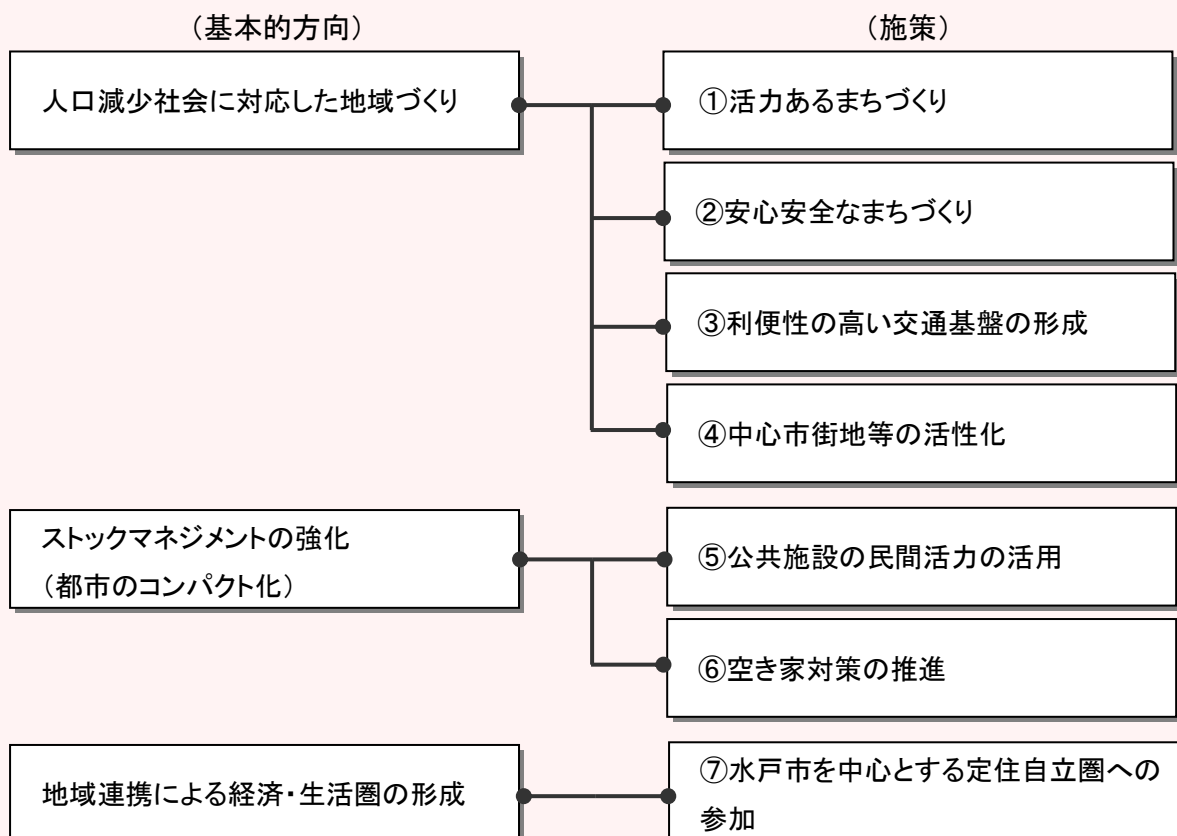 （基本的方向）
（施策）
人口減少社会に対応した地域づくり
①活力あるまちづくり
②安心安全なまちづくり
③利便性の高い交通基盤の形成
④中心市街地等の活性化
ストックマネジメントの強化
（都市のコンパクト化）
⑤公共施設の民間活力の活用
⑥空き家対策の推進
地域連携による経済・生活圏の形成
⑦水戸市を中心とする定住自立圏への
参加